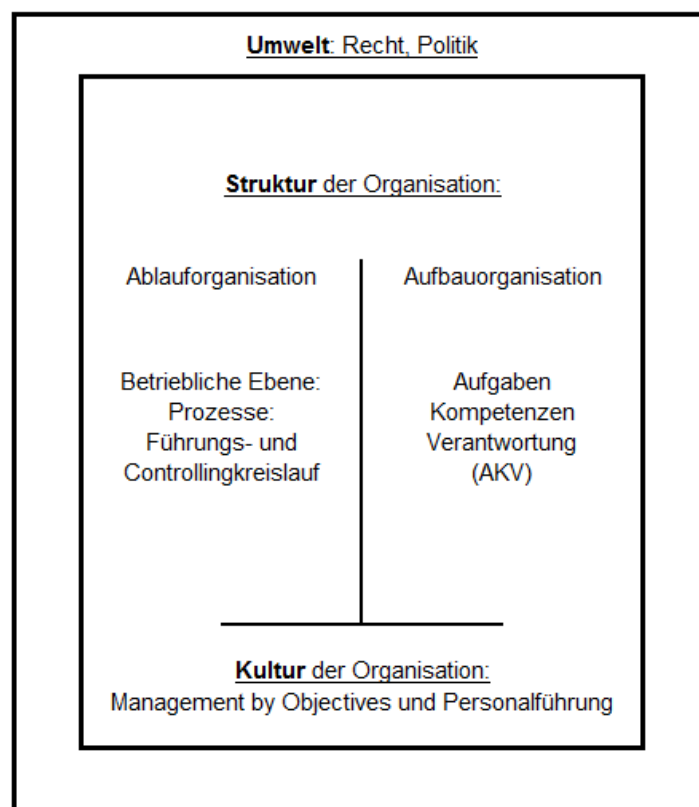 Umwelt: Recht, Politik
Struktur der Organisation:
Ablauforganisation
Aufbauorganisation
Betriebliche Ebene:
Prozesse:
Führungs- und
Controllingkreislauf
Aufgaben
Kompetenzen
Verantwortung
(AKV)
Kultur der Organisation:
Management by Objectives und Personalführung